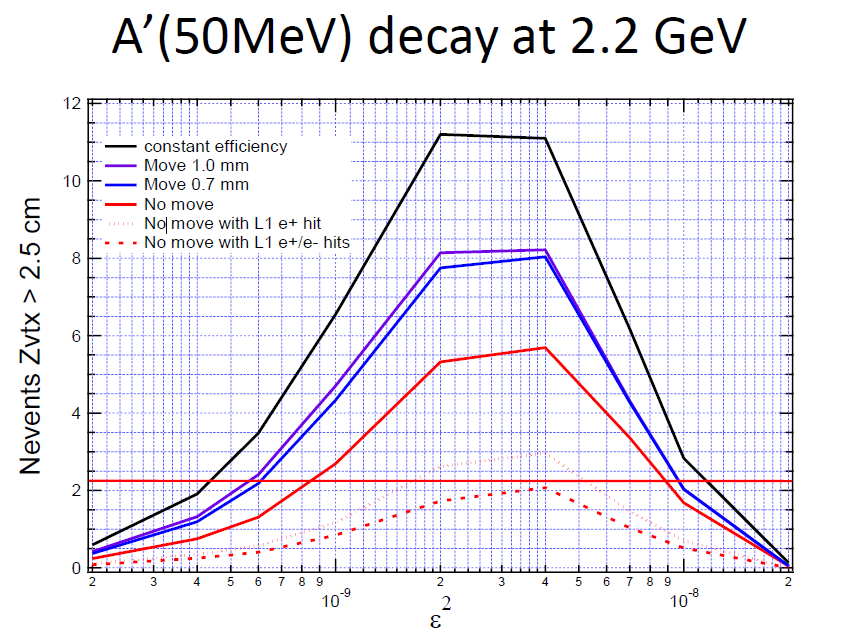 A’(50MeV) decay at 2.2 GeV
12
10
8
6
4
2
0
Nevents Zvtx > 2.5 cm
constant efficiency
Move 1.0 mm
Move 0.7 mm
No move
No move with L1 e+ hit
No move with L1 e+/e- hits
2 3 4 5 6 7 8 9 2 3 4 5 6 7 8 9 2
10-9 10-8
ε2